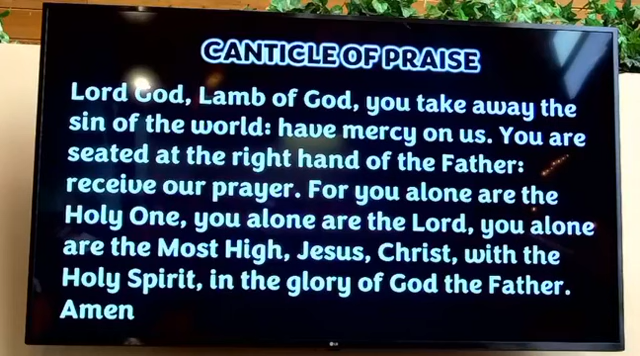 CANTICLE OF PRAISE
Lord God, Lamb of God, you take away the
sin of the world: have mercy on us. You are
seated at the right hand of the Father:
receive our prayer. For you alone are the
Holy One, you alone are the Lord, you alone
are the Most High, Jesus, Christ, with the
Holy Spirit, in the glory of God the Father.
Amen
LG